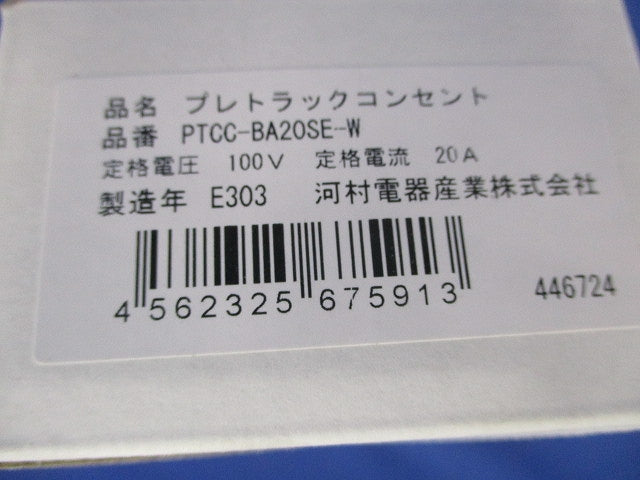 品名 プレトラックコンセント
品番 PTCC-BA20SE-W
定格電圧 100V 定格電流 20A
製造年 E303 河村電器産業株式会社
4 562325 675913
446724